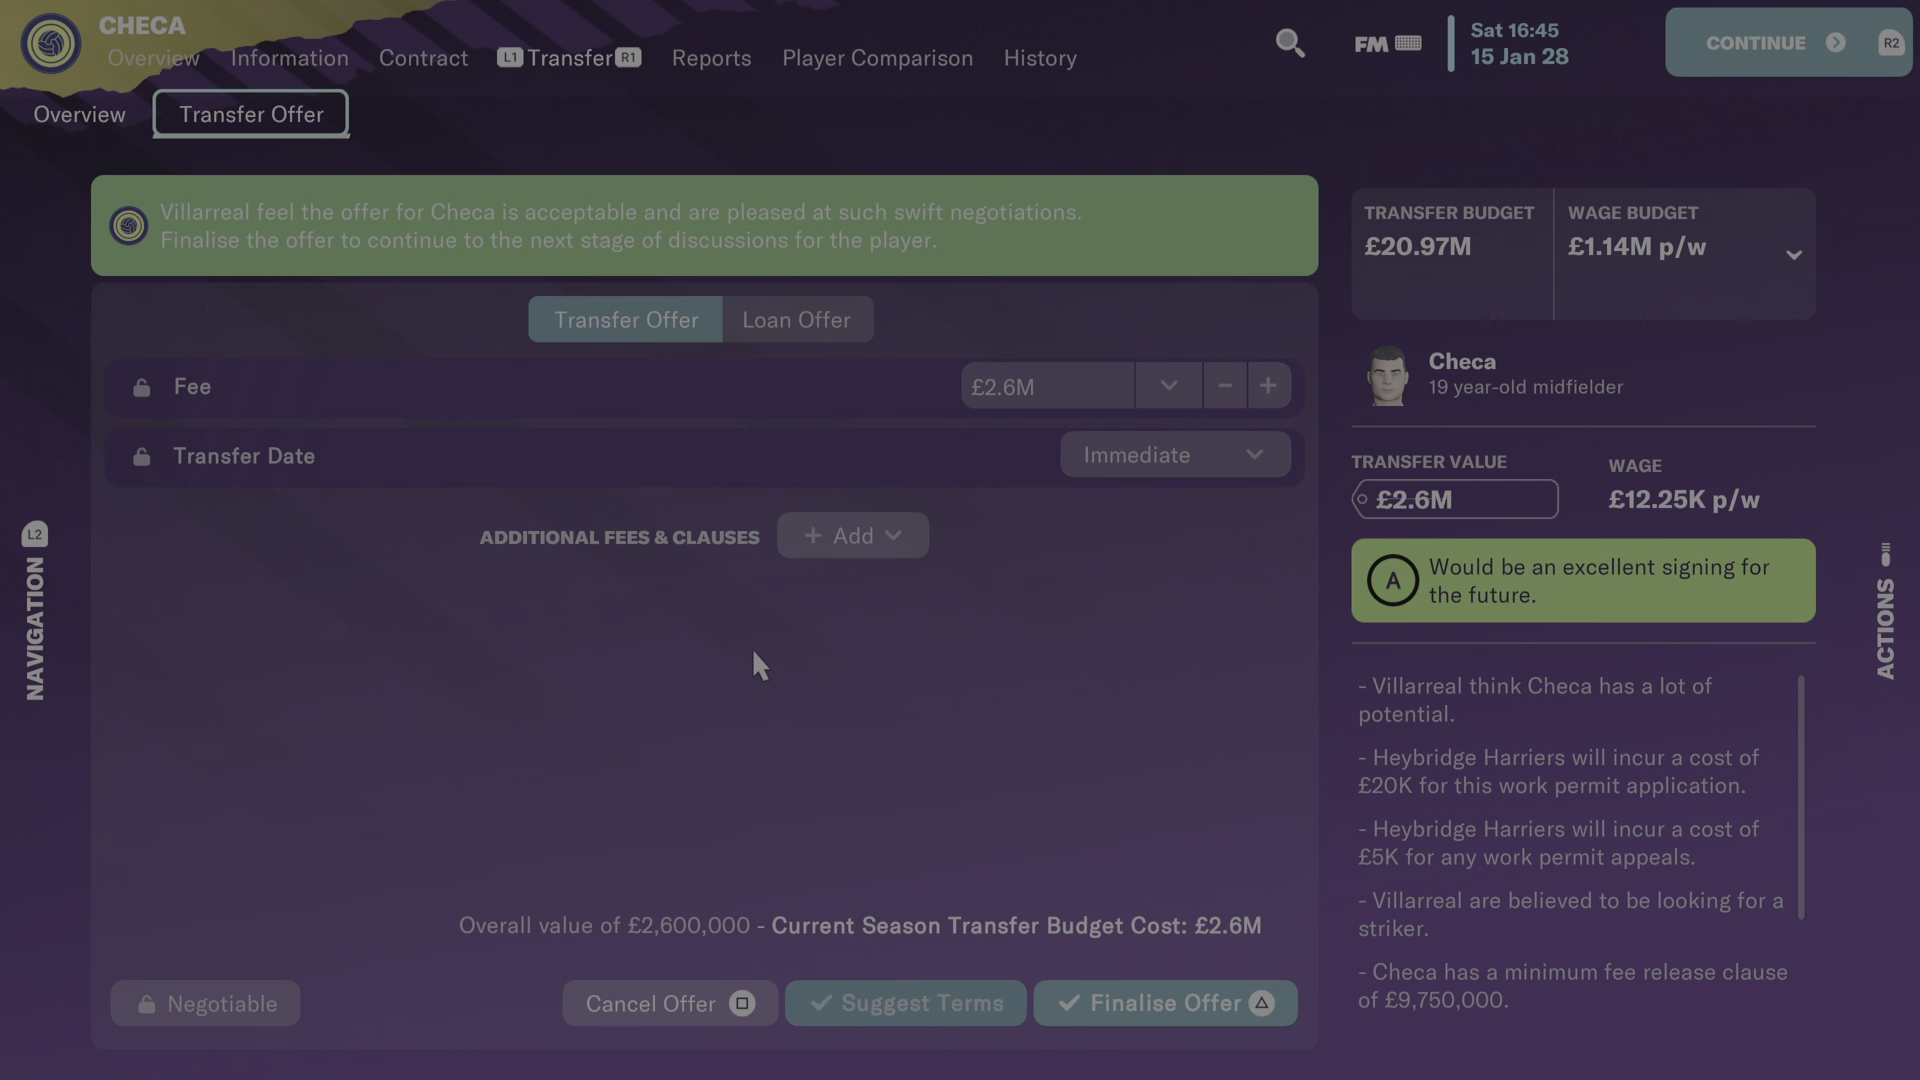 CHECA
Overview Information Contract L1 Transfer R1 Reports Player Comparison History
FM
Sat 16:45
15 Jan 28
CONTINUE R2
Overview Transfer Offer
Villarreal feel the offer for Checa is acceptable and are pleased at such swift negotiations.
Finalise the offer to continue to the next stage of discussions for the player.
Transfer Offer Loan Offer
Fee £2.6M
Transfer Date Immediate
ADDITIONAL FEES & CLAUSES + Add
Overall value of £2,600,000 - Current Season Transfer Budget Cost: £2.6M
Negotiable Cancel Offer Suggest Terms Finalise Offer
TRANSFER BUDGET WAGE BUDGET
£20.97M £1.14M p/w
Checa
19 year-old midfielder
TRANSFER VALUE WAGE
£2.6M £12.25K p/w
A
Would be an excellent signing for
the future.
- Villarreal think Checa has a lot of
potential.
- Heybridge Harriers will incur a cost of
£20K for this work permit application.
- Heybridge Harriers will incur a cost of
£5K for any work permit appeals.
- Villarreal are believed to be looking for a
striker.
- Checa has a minimum fee release clause
of £9,750,000.
L2
NAVIGATION
ACTIONS